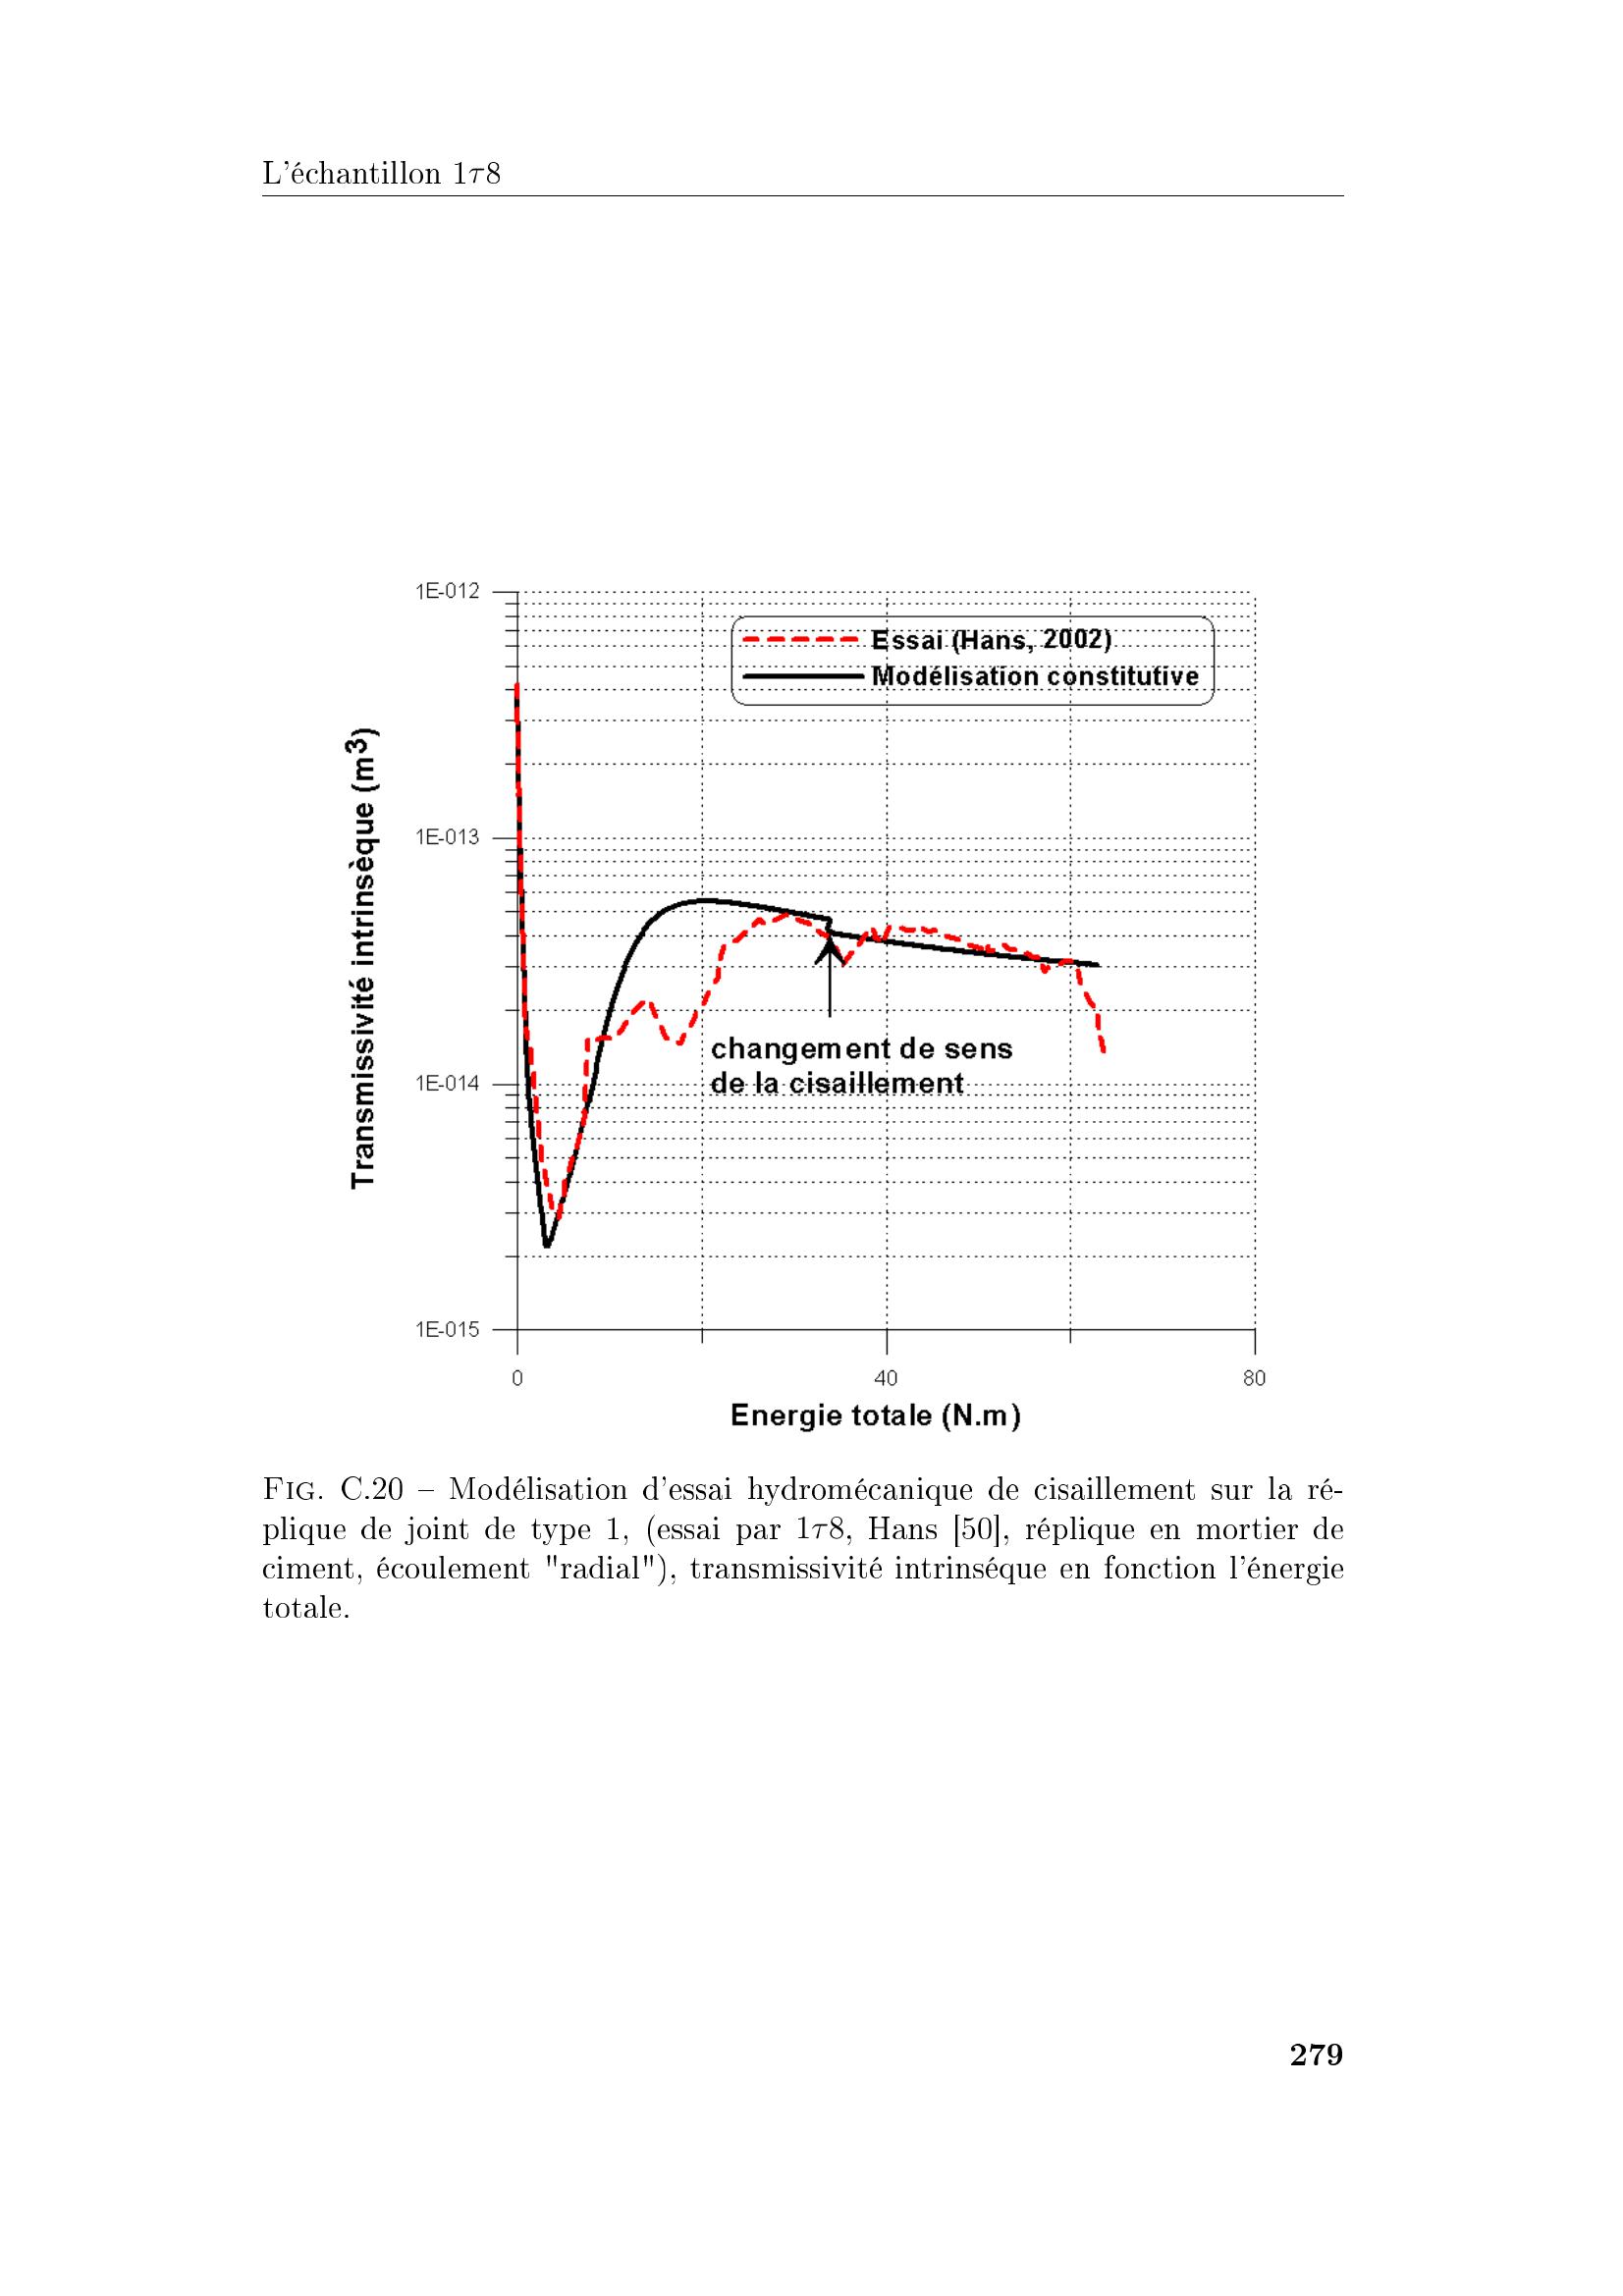 L'échantillon 1τ8
1E-012
Essai (Hans, 2002)
Modélisation constitutive
Transmissivité intrinsèque (m3)
1E-013
changement de sens
de la cisaillement
1E-014
1E-015
0
40
80
Energie totale (N.m)
FIG. C.20 – Modélisation d'essai hydromécanique de cisaillement sur la ré-
plique de joint de type 1, (essai par 1τ8, Hans [50], réplique en mortier de
ciment, écoulement "radial"), transmissivité intrinséque en fonction l'énergie
totale.
279